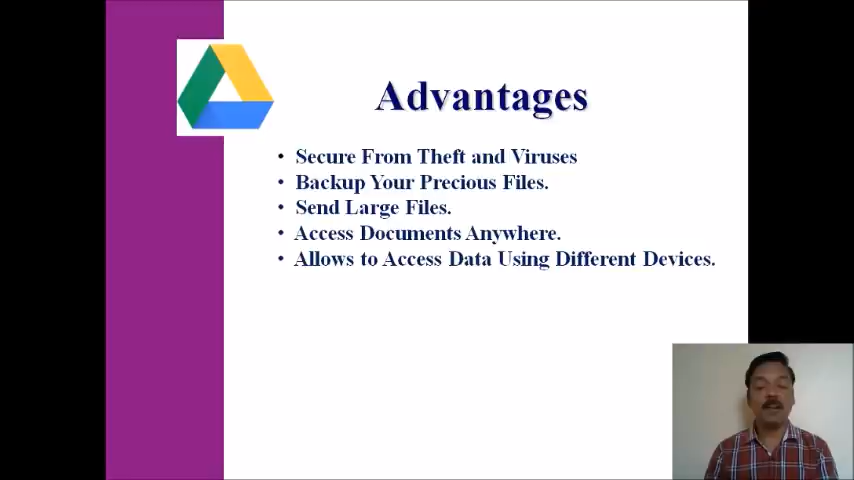 Advantages
Secure From Theft and Viruses
Backup Your Precious Files.
Send Large Files.
Access Documents Anywhere.
Allows to Access Data Using Different Devices.